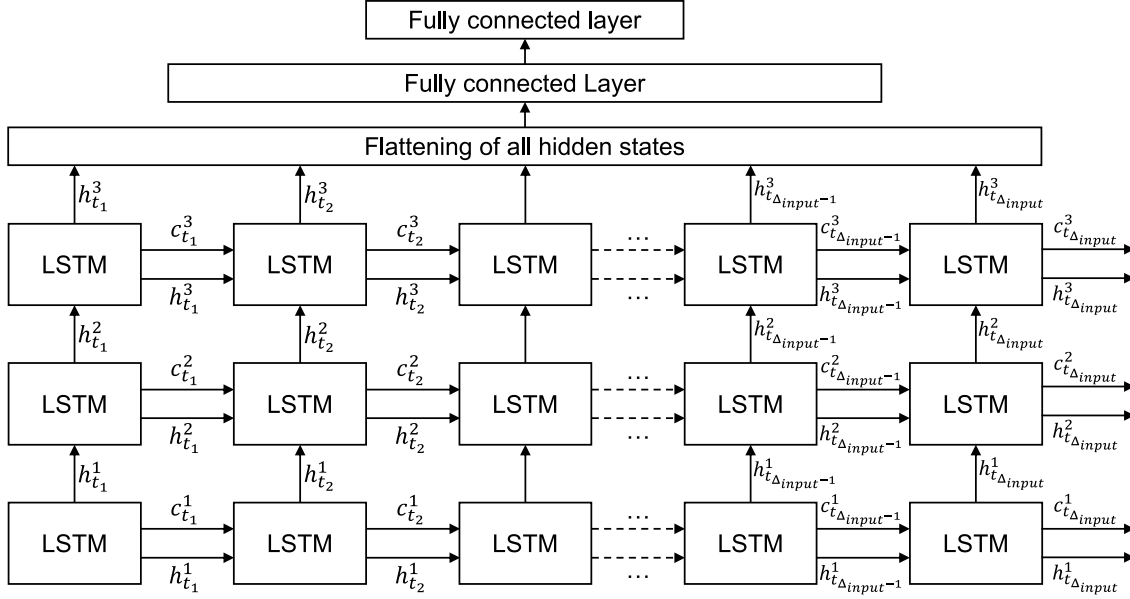 Fully connected layer
Fully connected Layer
Flattening of all hidden states
h^3_{t_1} h^3_{t_2} h^3_{t_{Δ_{input}-1}} h^3_{t_{Δ_{input}}}
c^3_{t_1} c^3_{t_2} ... c^3_{t_{Δ_{input}-1}} c^3_{t_{Δ_{input}}}
LSTM LSTM LSTM LSTM LSTM
h^3_{t_1} h^3_{t_2} ... h^3_{t_{Δ_{input}-1}} h^3_{t_{Δ_{input}}}
h^2_{t_1} h^2_{t_2} h^2_{t_{Δ_{input}-1}} h^2_{t_{Δ_{input}}}
c^2_{t_1} c^2_{t_2} ... c^2_{t_{Δ_{input}-1}} c^2_{t_{Δ_{input}}}
LSTM LSTM LSTM LSTM LSTM
h^2_{t_1} h^2_{t_2} ... h^2_{t_{Δ_{input}-1}} h^2_{t_{Δ_{input}}}
h^1_{t_1} h^1_{t_2} h^1_{t_{Δ_{input}-1}} h^1_{t_{Δ_{input}}}
c^1_{t_1} c^1_{t_2} ... c^1_{t_{Δ_{input}-1}} c^1_{t_{Δ_{input}}}
LSTM LSTM LSTM LSTM LSTM
h^1_{t_1} h^1_{t_2} ... h^1_{t_{Δ_{input}-1}} h^1_{t_{Δ_{input}}}